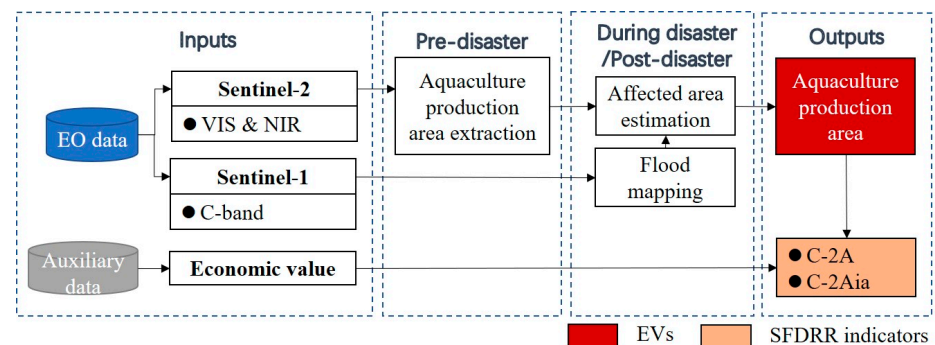 Inputs
Pre-disaster
During disaster
/Post-disaster
Outputs
EO data
Sentinel-2
● VIS & NIR
Sentinel-1
● C-band
Auxiliary
data
Economic value
Aquaculture
production
area extraction
Affected area
estimation
Flood
mapping
Aquaculture
production
area
● C-2A
● C-2Aia
EVs
SFDRR indicators